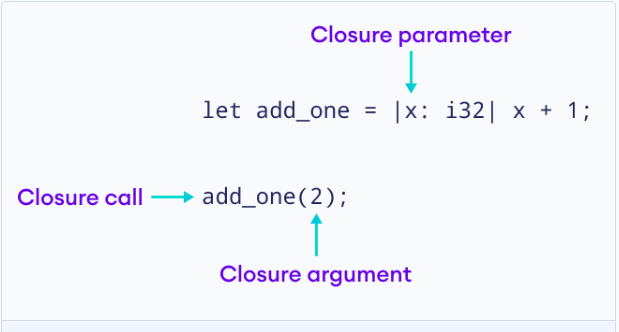 Closure parameter
let add_one = |x: i32| x + 1;
Closure call add_one(2);
Closure argument